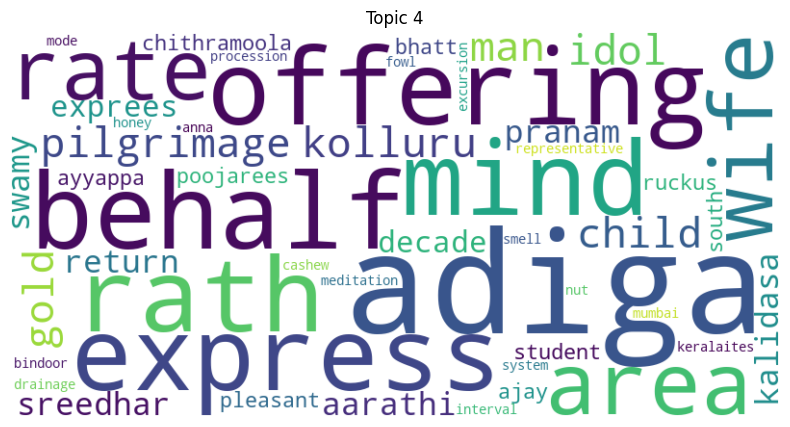 Topic 4
mode
chithramoola
procession
bhatt
fowl
excursion
man
idol
wife
rate
offering
exprees
honey
anna
pilgrimage
kolluru
pranam
representative
swamy
ayyappa
poojarees
mind
ruckus
behalf
south
child
decade
smell
return
gold
rath
cashew
meditation
adiga
nut
mumbai
kalidasa
express
bindoor
drainage
student
keralaites
system
area
sreedhar
pleasant
aarathi
ajay
interval